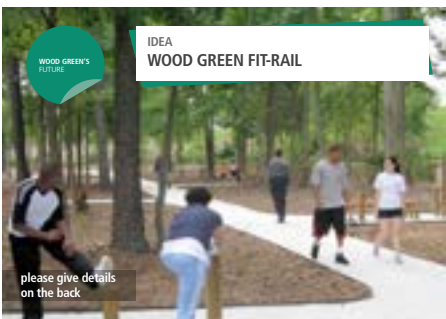 WOOD GREEN'S
FUTURE
IDEA
WOOD GREEN FIT-RAIL
please give details
on the back